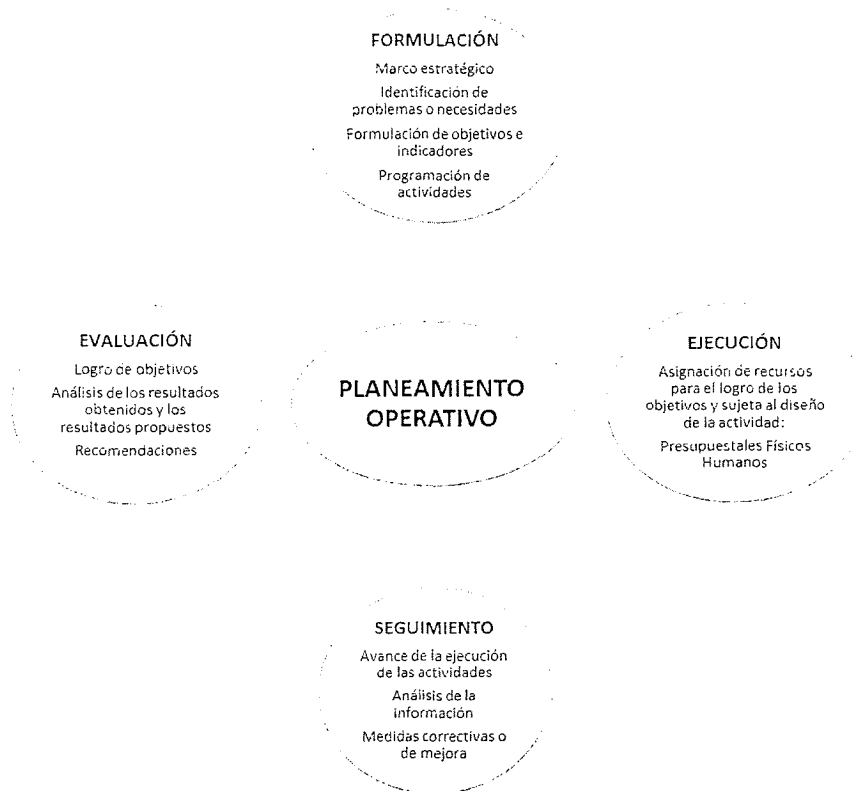 FORMULACIÓN
Marco estratégico
Identificación de
problemas o necesidades
Formulación de objetivos e
indicadores
Programación de
actividades
EVALUACIÓN
Logro de objetivos
Análisis de los resultados
obtenidos y los
resultados propuestos
Recomendaciones
PLANEAMIENTO
OPERATIVO
EJECUCIÓN
Asignación de recursos
para el logro de los
objetivos y sujeta al diseño
de la actividad:
Presupuestales Físicos
Humanos
SEGUIMIENTO
Avance de la ejecución
de las actividades
Análisis de la
información
Medidas correctivas o
de mejora